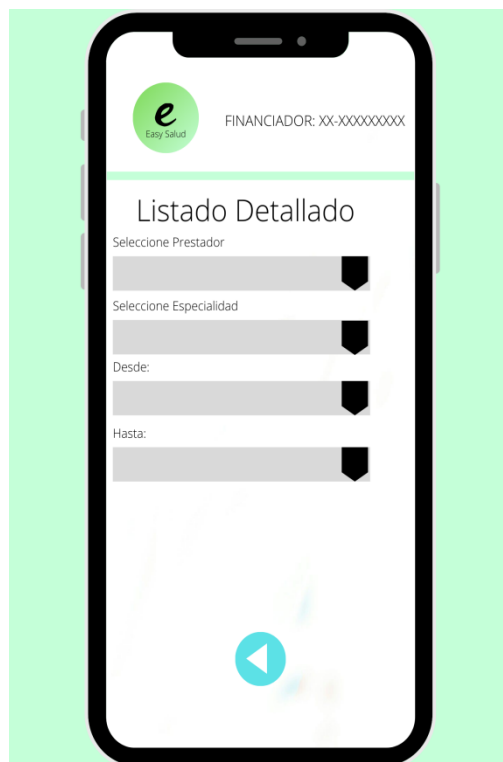 e
Easy Salud
FINANCIADOR: XX-XXXXXXXXX
Listado Detallado
Seleccione Prestador
Seleccione Especialidad
Desde:
Hasta: